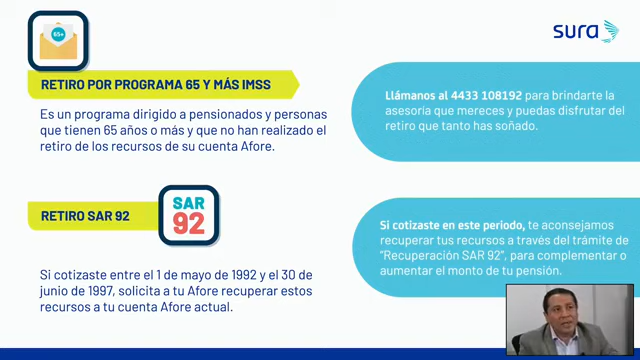 65+
sura
RETIRO POR PROGRAMA 65 Y MÁS IMSS
Es un programa dirigido a pensionados y personas
que tienen 65 años o más y que no han realizado el
retiro de los recursos de su cuenta Afore.
Llámanos al 4433 108192 para brindarte la
asesoría que mereces y puedas disfrutar del
retiro que tanto has soñado.
RETIRO SAR 92
SAR
92
Si cotizaste entre el 1 de mayo de 1992 y el 30 de
junio de 1997, solicita a tu Afore recuperar estos
recursos a tu cuenta Afore actual.
Si cotizaste en este periodo, te aconsejamos
recuperar tus recursos a través del trámite de
"Recuperación SAR 92", para complementar o
aumentar el monto de tu pensión.